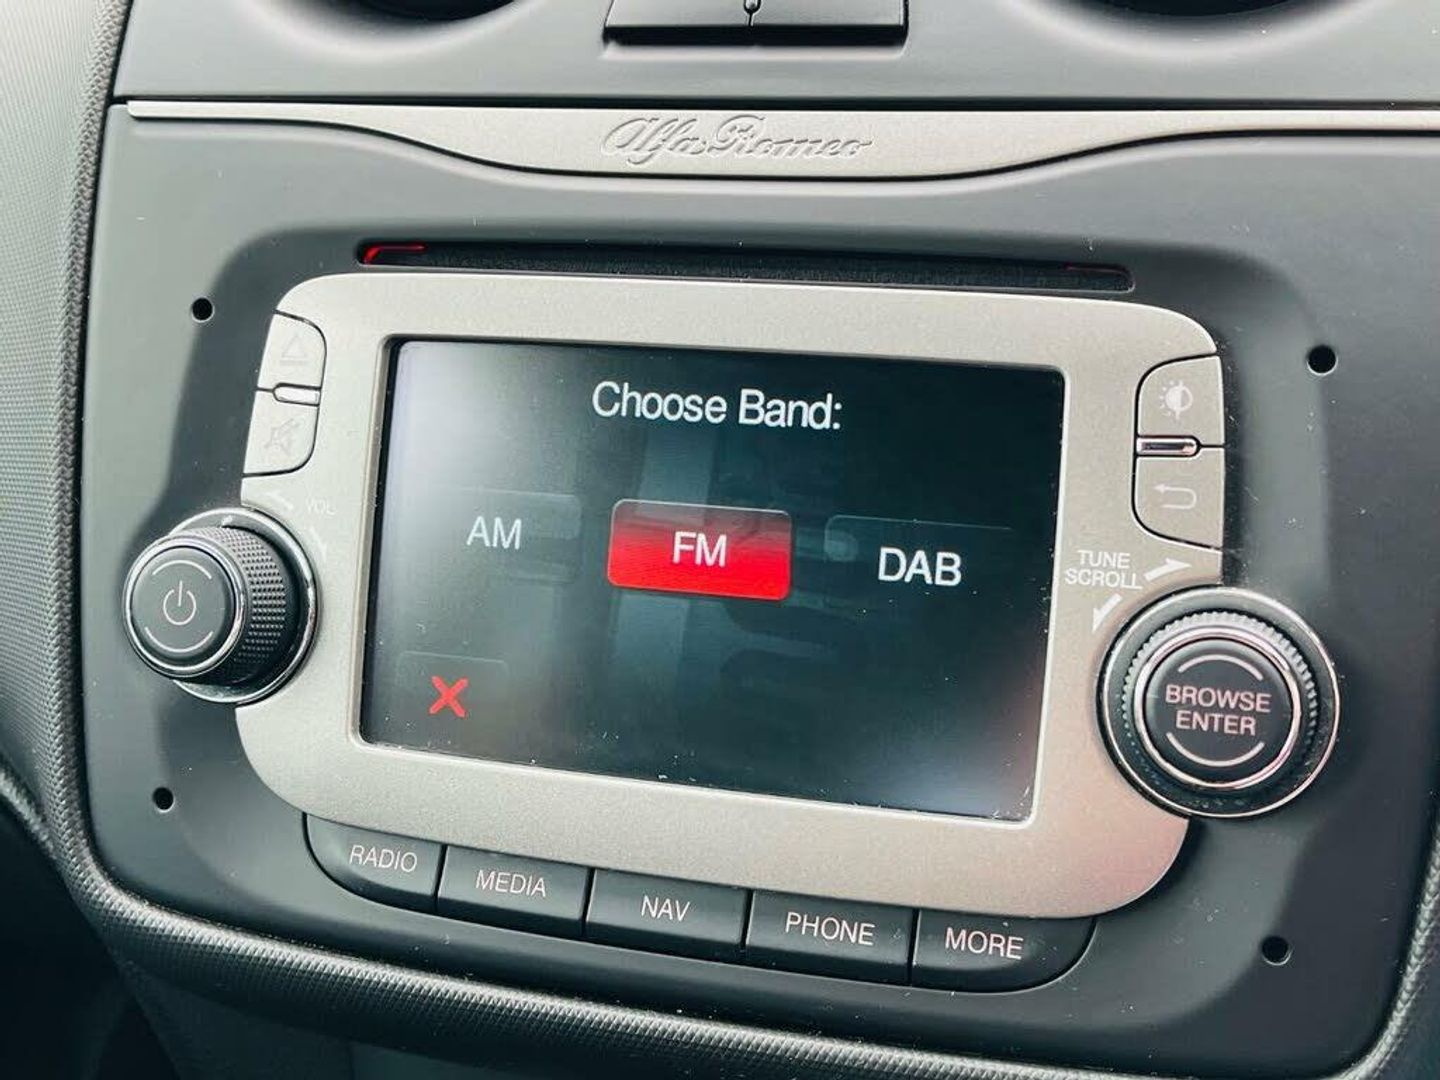 Alfa Romeo
Choose Band:
VOL
AM
FM
DAB
TUNE
SCROLL
BROWSE
ENTER
RADIO
MEDIA
NAV
PHONE
MORE